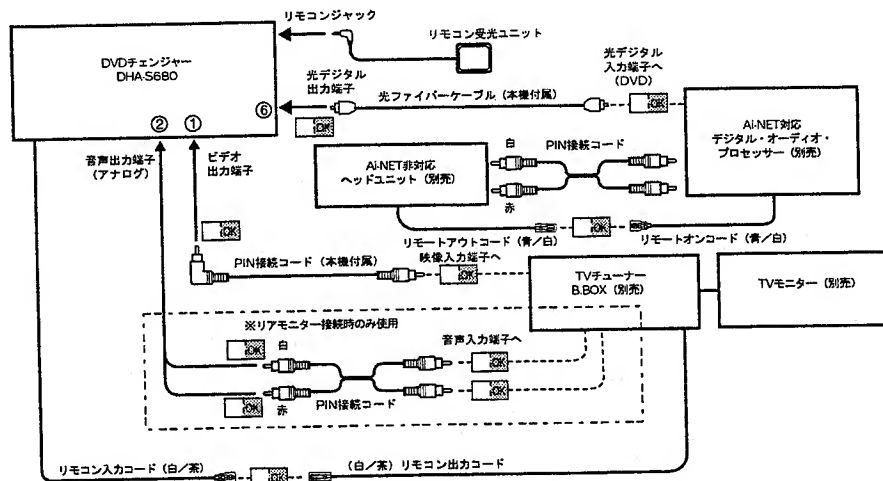 リモコンジャック
リモコン受光ユニット
DVDチェンジャー
DHA-S680
光デジタル
出力端子
光デジタル
入力端子へ
(DVD)
⑥
光ファイバーケーブル(本機付属)
OK
OK
②
①
Ai-NET対応
デジタル・オーディオ・
プロセッサー(別売)
音声出力端子
(アナログ)
ビデオ
出力端子
Ai-NET非対応
ヘッドユニット(別売)
白
PIN接続コード
赤
OK
OK
リモートアウトコード(青/白)
リモートオンコード(青/白)
映像入力端子へ
PIN接続コード(本機付属)
OK
TVチューナー
B.BOX(別売)
TVモニター(別売)
※リアモニター接続時のみ使用
OK
白
音声入力端子へ
OK
OK
赤
PIN接続コード
OK
リモコン入力コード(白/茶)
OK
(白/茶)リモコン出力コード